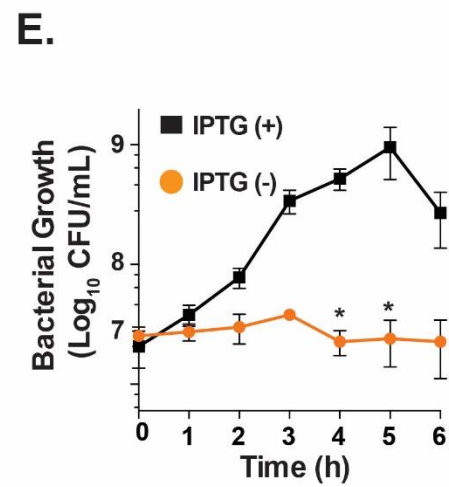 E.
IPTG (+)
IPTG (-)
Bacterial Growth
(Log10 CFU/mL)
9
8
7
* *
0 1 2 3 4 5 6
Time (h)